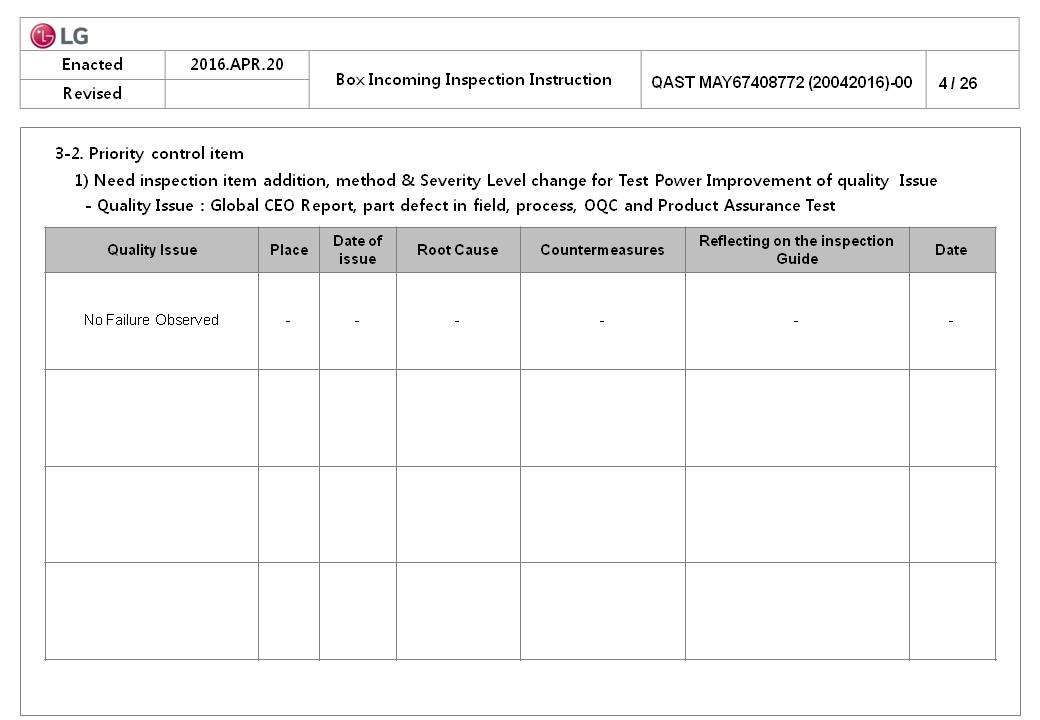 LG
Enacted 2016.APR.20
Box Incoming Inspection Instruction QAST MAY67408772 (20042016)-00 4 / 26
Revised
3-2. Priority control item
1) Need inspection item addition, method & Severity Level change for Test Power Improvement of quality Issue
- Quality Issue : Global CEO Report, part defect in field, process, OQC and Product Assurance Test
Quality Issue Place Date of issue Root Cause Countermeasures Reflecting on the inspection Guide Date
No Failure Observed - - - - - -